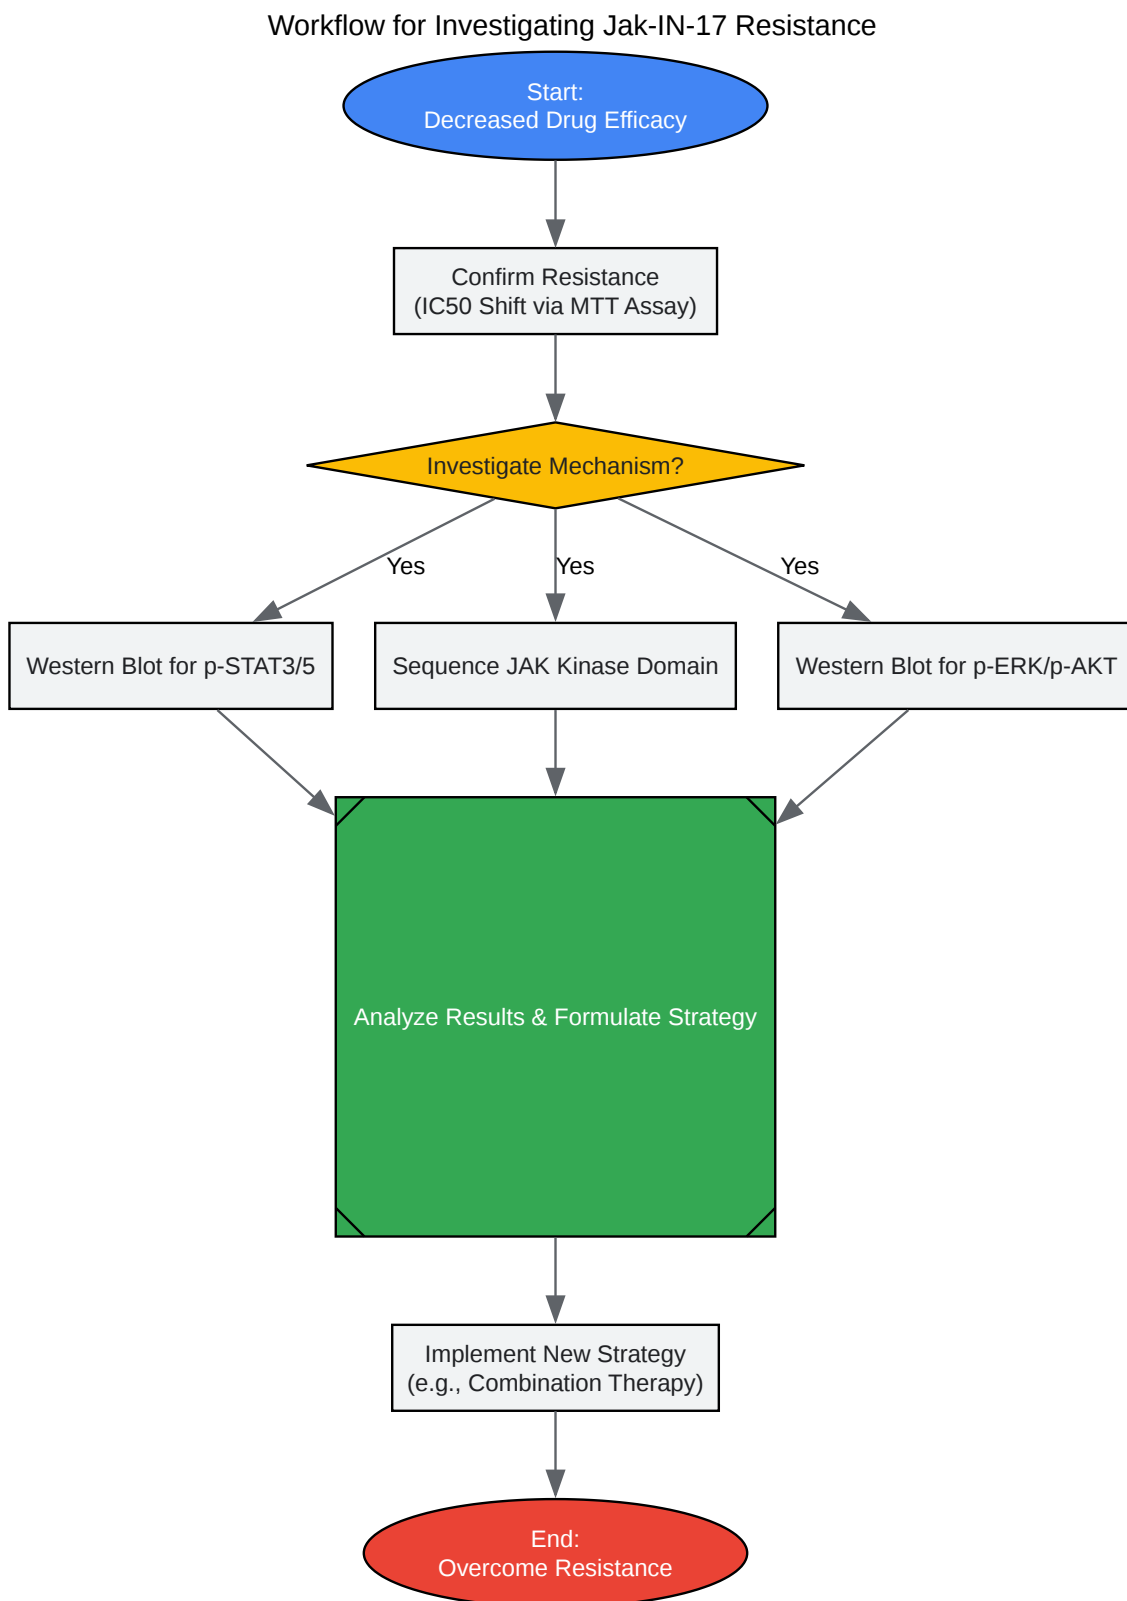 Workflow for Investigating Jak-IN-17 Resistance
Start:
Decreased Drug Efficacy
Confirm Resistance
(IC50 Shift via MTT Assay)
Investigate Mechanism?
Yes
Yes
Yes
Western Blot for p-STAT3/5
Sequence JAK Kinase Domain
Western Blot for p-ERK/p-AKT
Analyze Results & Formulate Strategy
Implement New Strategy
(e.g., Combination Therapy)
End:
Overcome Resistance